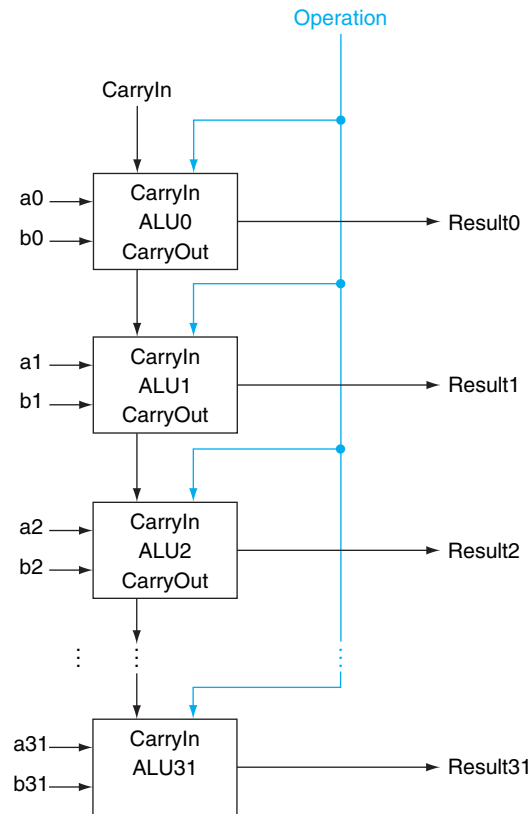 Operation
CarryIn
a0
b0
CarryIn
ALU0
CarryOut
Result0
a1
b1
CarryIn
ALU1
CarryOut
Result1
a2
b2
CarryIn
ALU2
CarryOut
Result2
a31
b31
CarryIn
ALU31
Result31